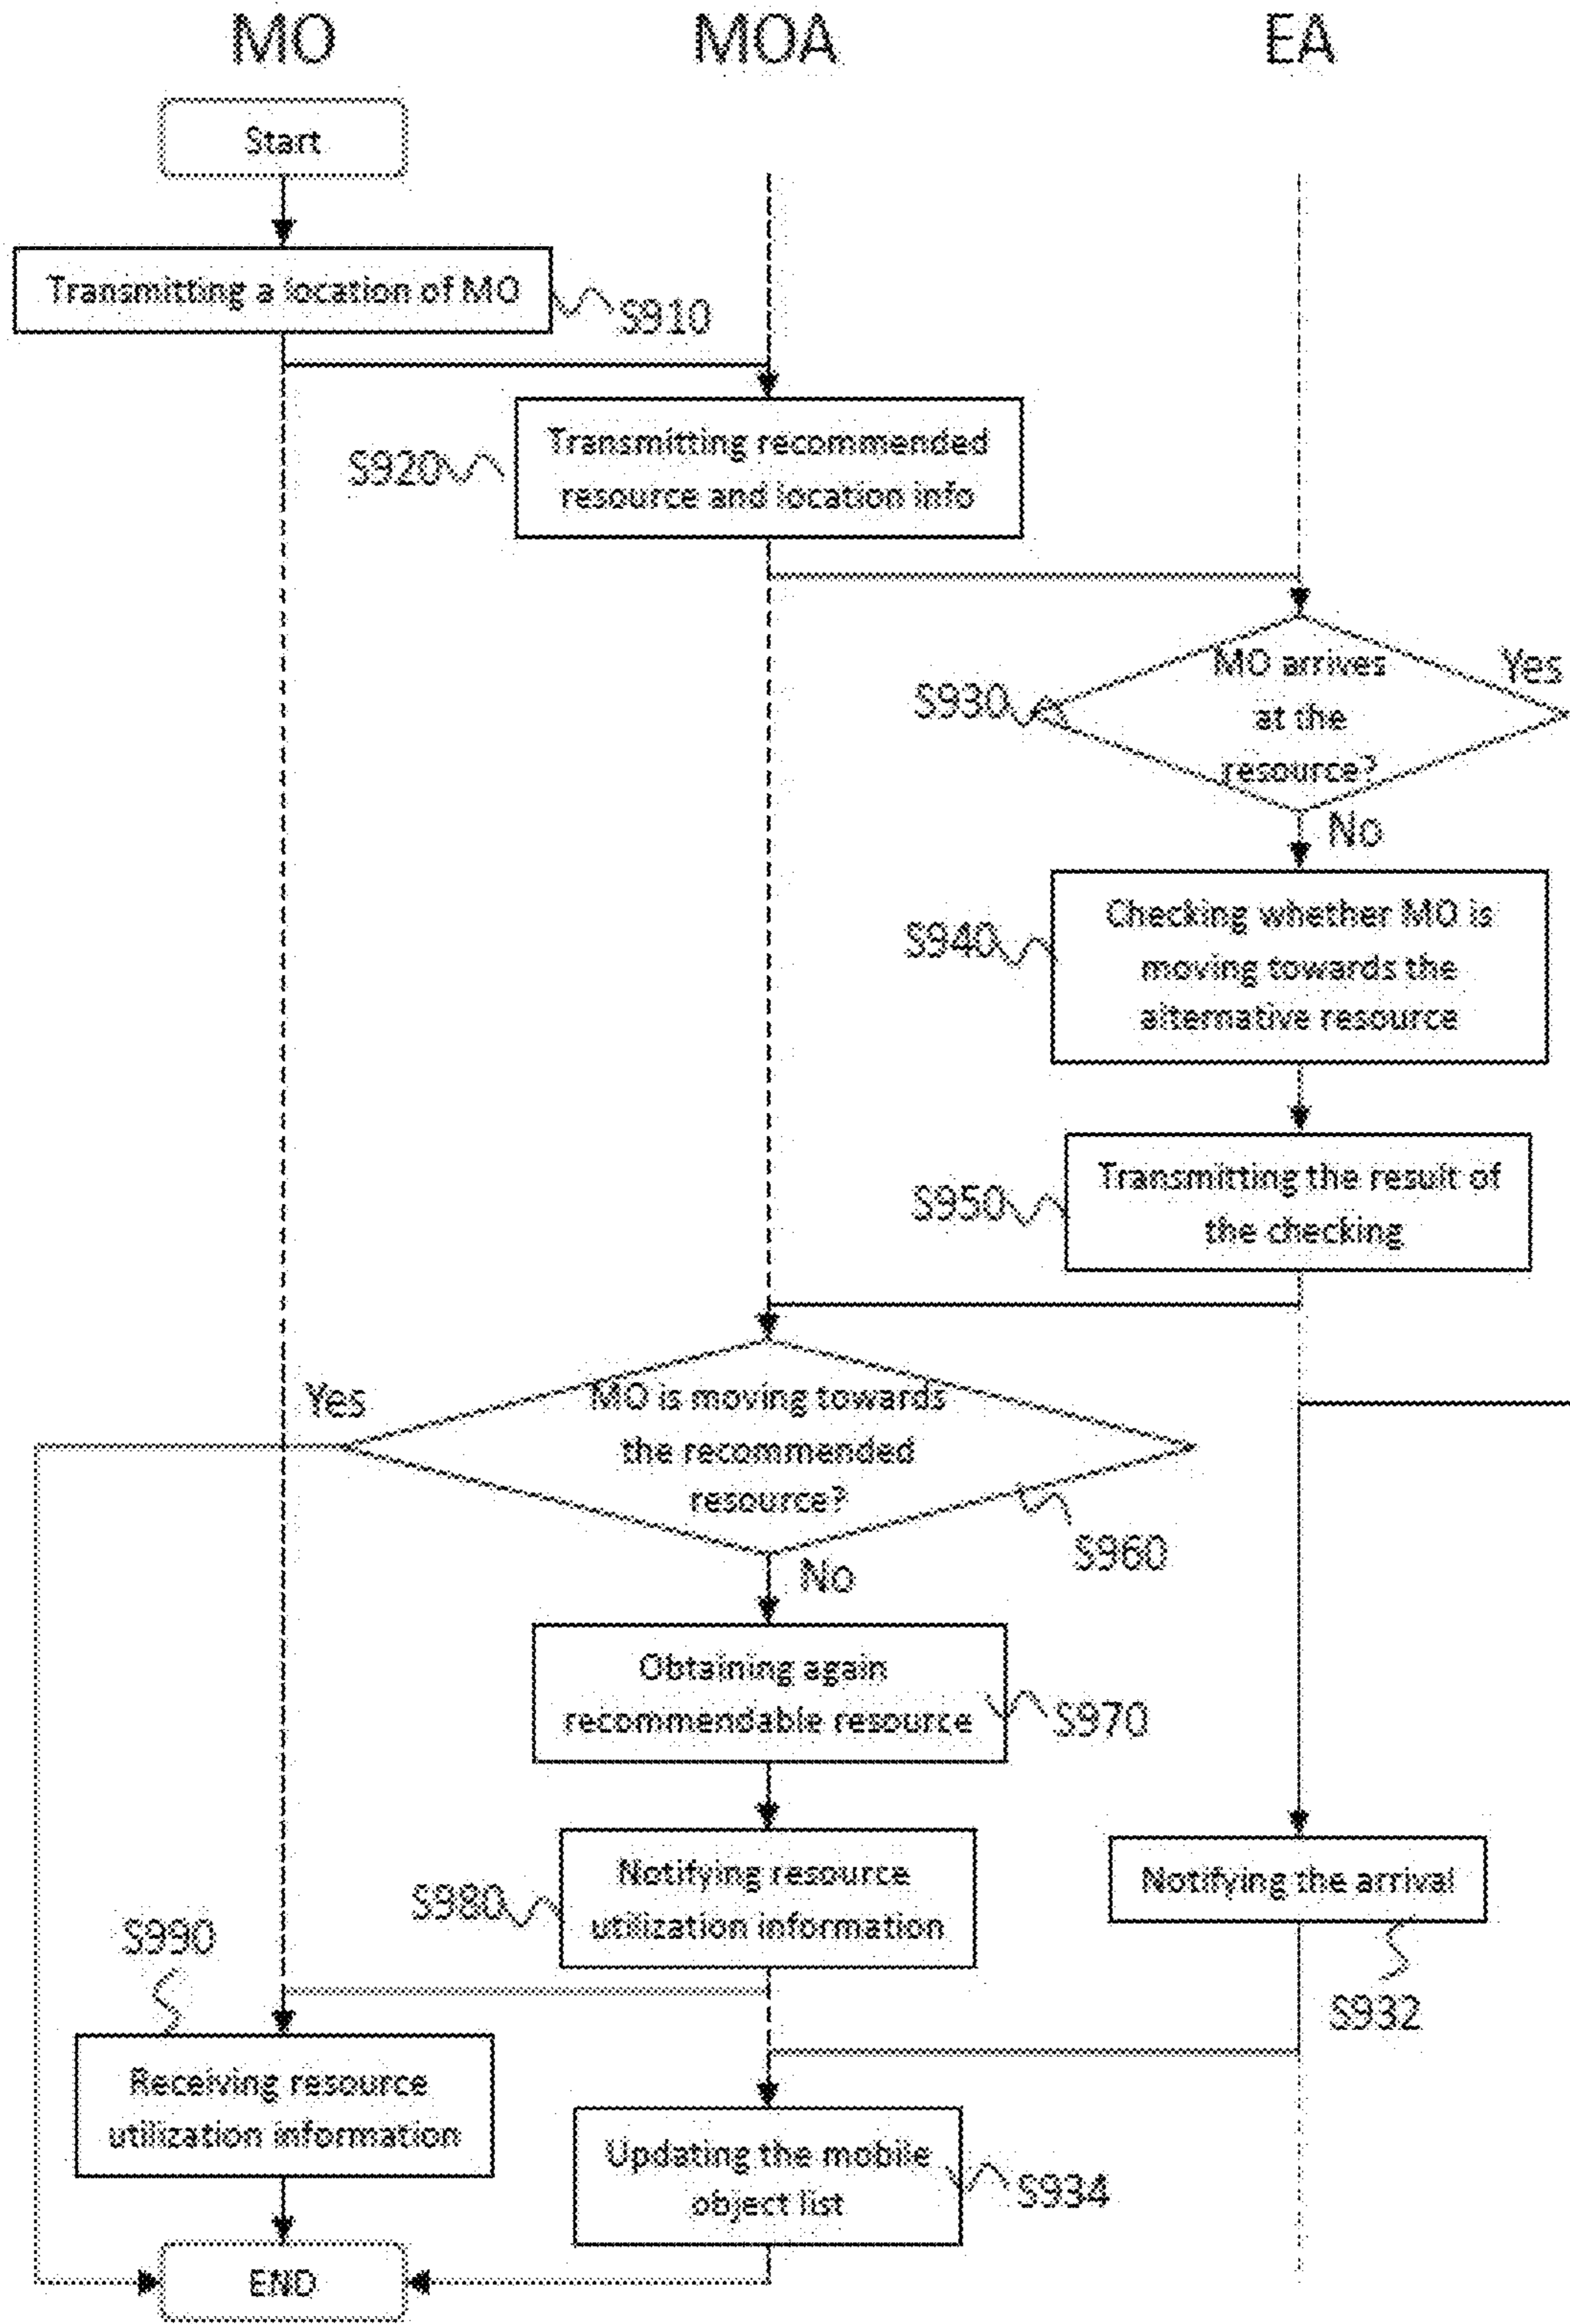 MO
MOA
EA
Start
Transmitting a location of MO
S910
Transmitting recommended
resource and location info
S920
MO arrives
at the
resource?
Yes
S930
No
Checking whether MO is
moving towards the
alternative resource
S940
Transmitting the result of
the checking
S950
Yes
MO is moving towards
the recommended
resource?
S960
No
Obtaining again
recommendable resource
S970
Notifying resource
utilization information
S980
Notifying the arrival
S932
S990
Receiving resource
utilization information
Updating the mobile
object list
S934
END